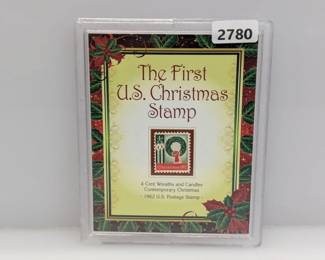 2780
The First
U.S. Christmas
Stamp
4 Cent Wreaths and Candles
Contemporary Christmas
1962 U.S. Postage Stamp